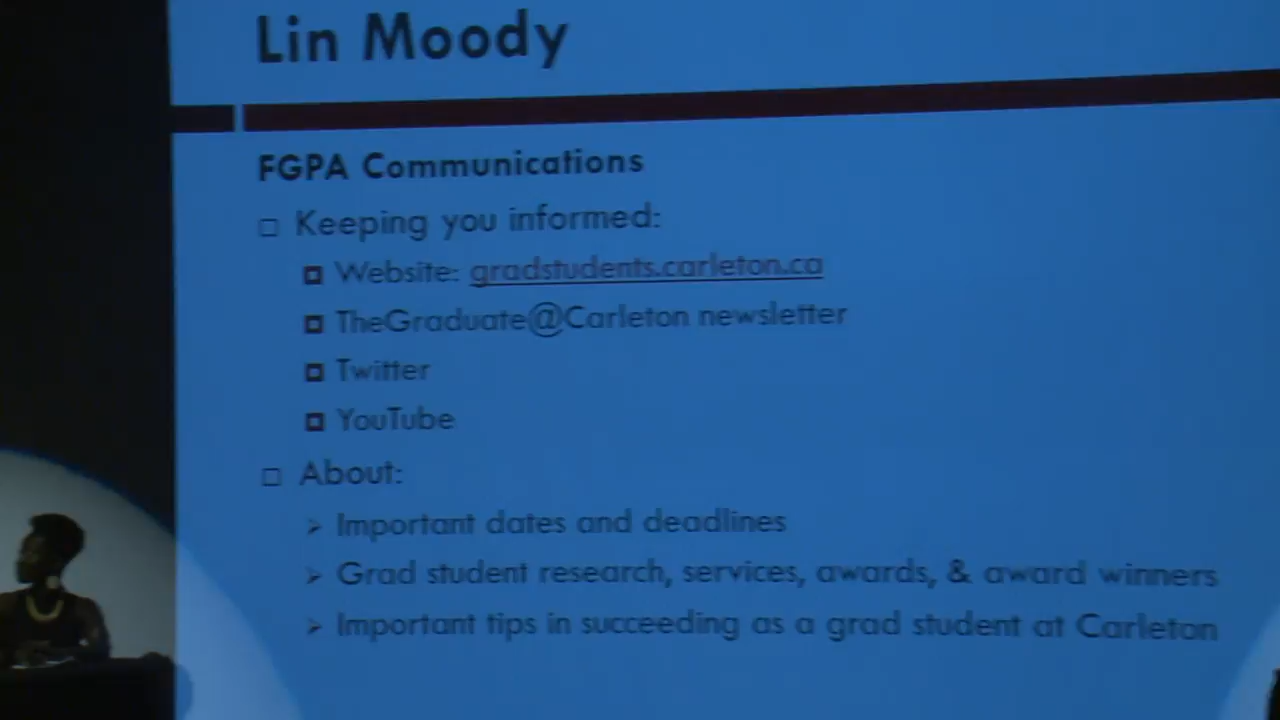 Lin Moody
FGPA Communications
Keeping you informed:
Website: gradstudents.carleton.ca
TheGraduate@Carleton newsletter
Twitter
YouTube
About:
Important dates and deadlines
Grad student research, services, awards, & award winners
Important tips in succeeding as a grad student at Carleton